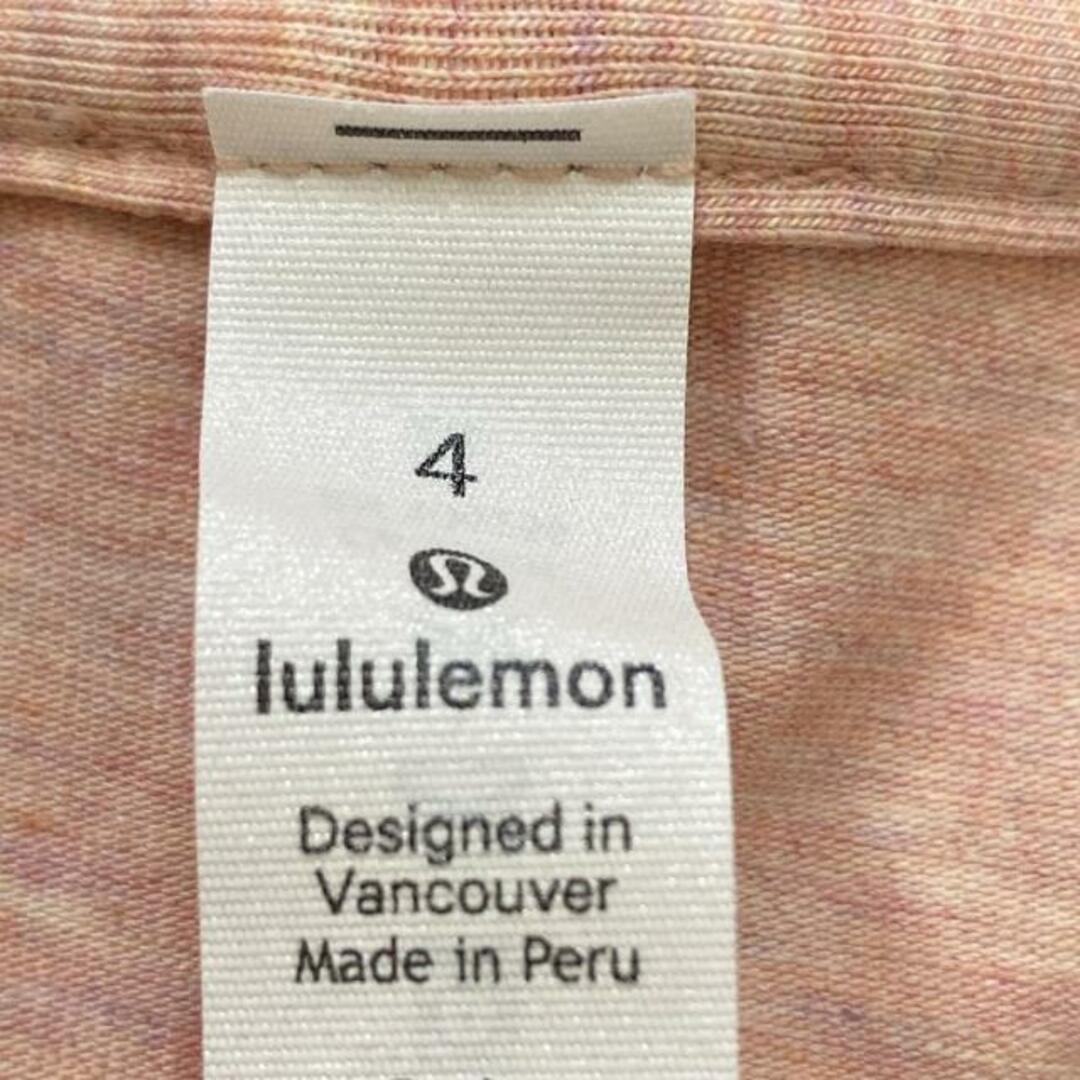 4
lululemon
Designed in
Vancouver
Made in Peru